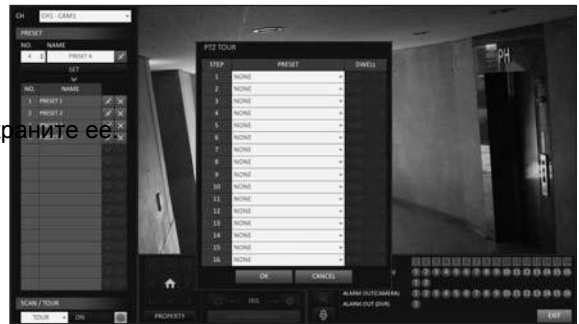 CH CH1 - CAM1
PRESET
NO. NAME
4 PRESET 4
SET
NO. NAME
1 PRESET 1
2 PRESET 2
храните ее.
SCAN / TOUR
TOUR ON
PTZ TOUR
STEP PRESET DWELL
1 NONE
2 NONE
3 NONE
4 NONE
5 NONE
6 NONE
7 NONE
8 NONE
9 NONE
10 NONE
11 NONE
12 NONE
13 NONE
14 NONE
15 NONE
16 NONE
OK CANCEL
PH
PROPERTY
IRIS
ALARM OUT(CAMERA)
ALARM OUT (DVR)
EXIT